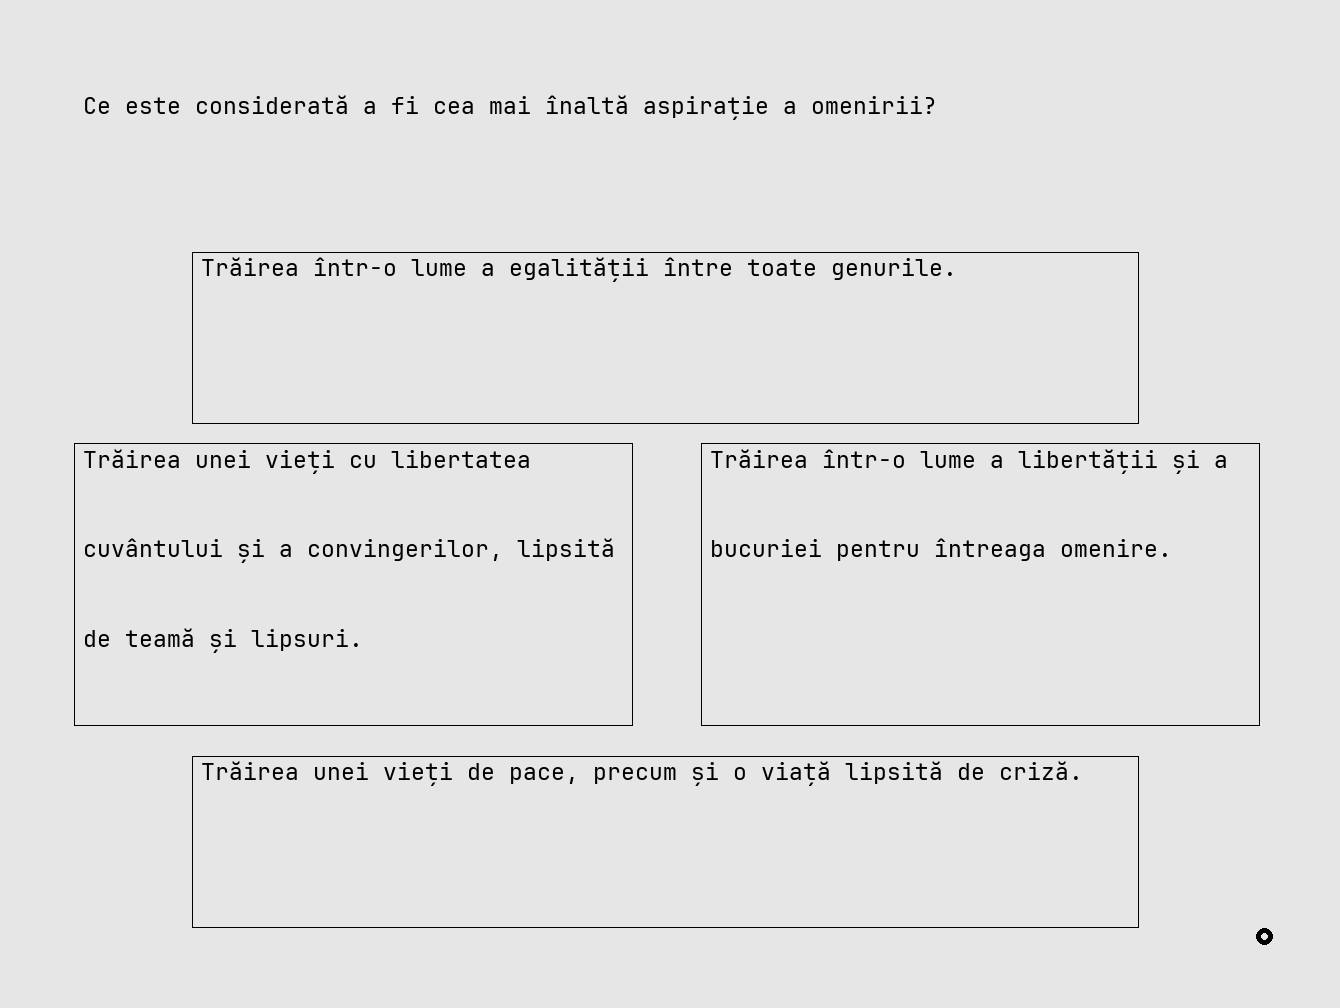 Ce este considerată a fi cea mai înaltă aspirație a omenirii?
Trăirea într-o lume a egalității între toate genurile.
Trăirea unei vieți cu libertatea
cuvântului și a convingerilor, lipsită
de teamă și lipsuri.
Trăirea într-o lume a libertății și a
bucuriei pentru întreaga omenire.
Trăirea unei vieți de pace, precum și o viață lipsită de criză.